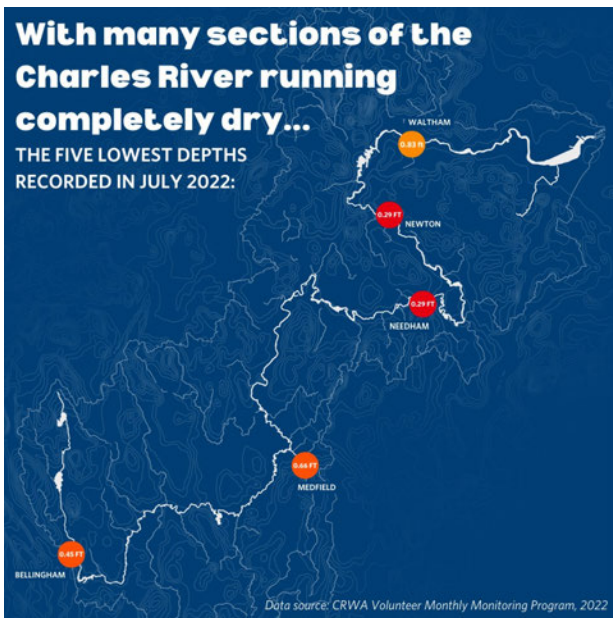 With many sections of the
Charles River running
completely dry...
THE FIVE LOWEST DEPTHS
RECORDED IN JULY 2022:
WALTHAM
0.83 ft
0.29 FT
NEWTON
0.29 FT
NEEDHAM
0.66 FT
MEDFIELD
0.45 FT
BELLINGHAM
Data source: CRWA Volunteer Monthly Monitoring Program, 2022